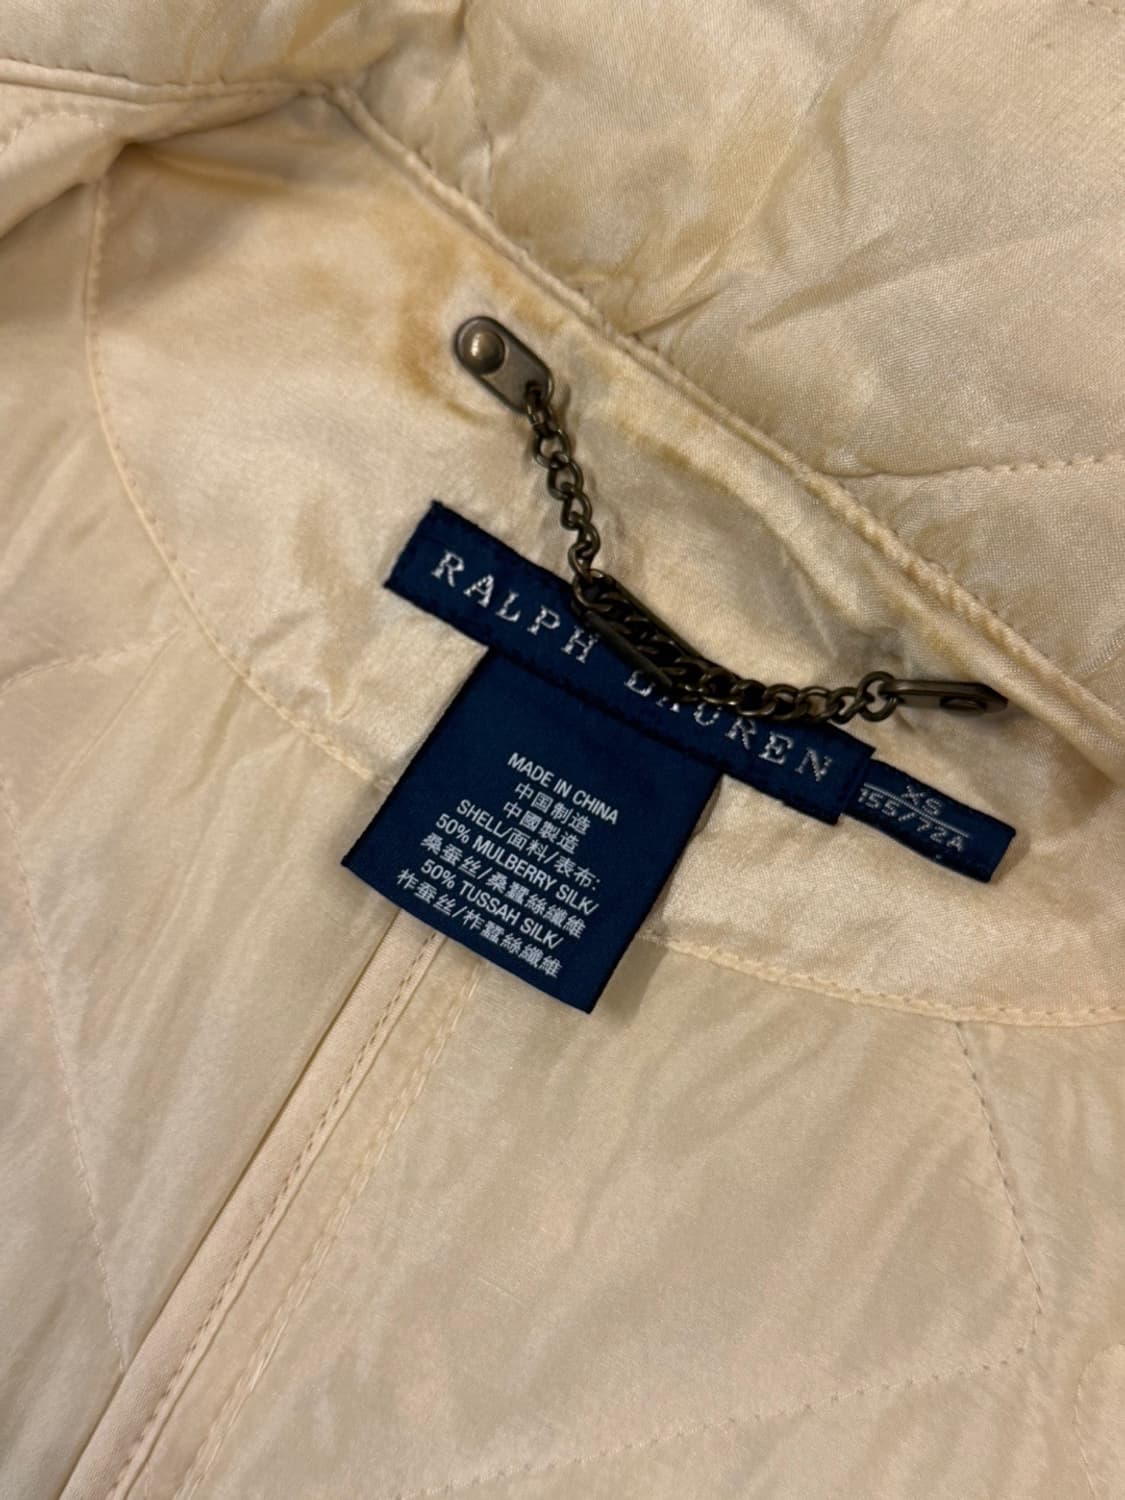 RALPH LAUREN
XS
155/72A
MADE IN CHINA
中国制造
中國製造
SHELL/面料/表布:
50% MULBERRY SILK/
桑蚕丝/桑蠶絲纖維
50% TUSSAH SILK/
柞蚕丝/柞蠶絲纖維